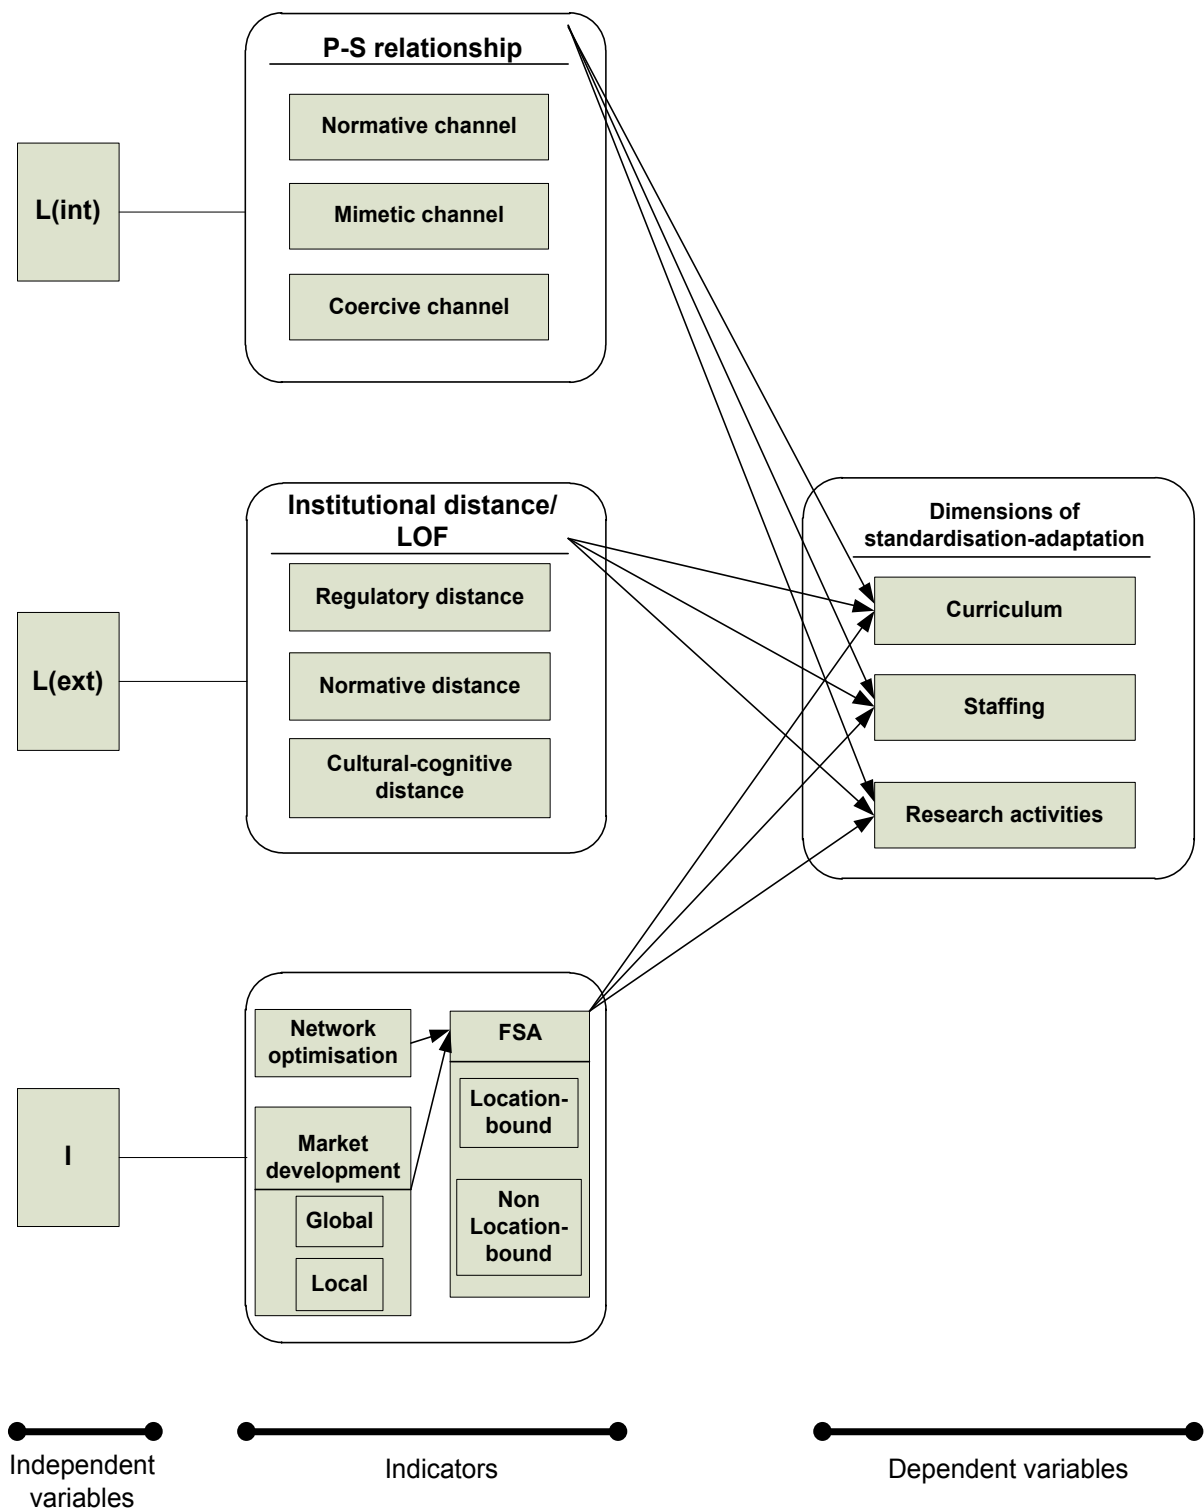 P-S relationship
Normative channel
Mimetic channel
Coercive channel
L(int)
Institutional distance/
LOF
Regulatory distance
Normative distance
Cultural-cognitive
distance
L(ext)
Dimensions of
standardisation-adaptation
Curriculum
Staffing
Research activities
I
Network
optimisation
Market
development
Global
Local
FSA
Location-
bound
Non
Location-
bound
Independent
variables
Indicators
Dependent variables